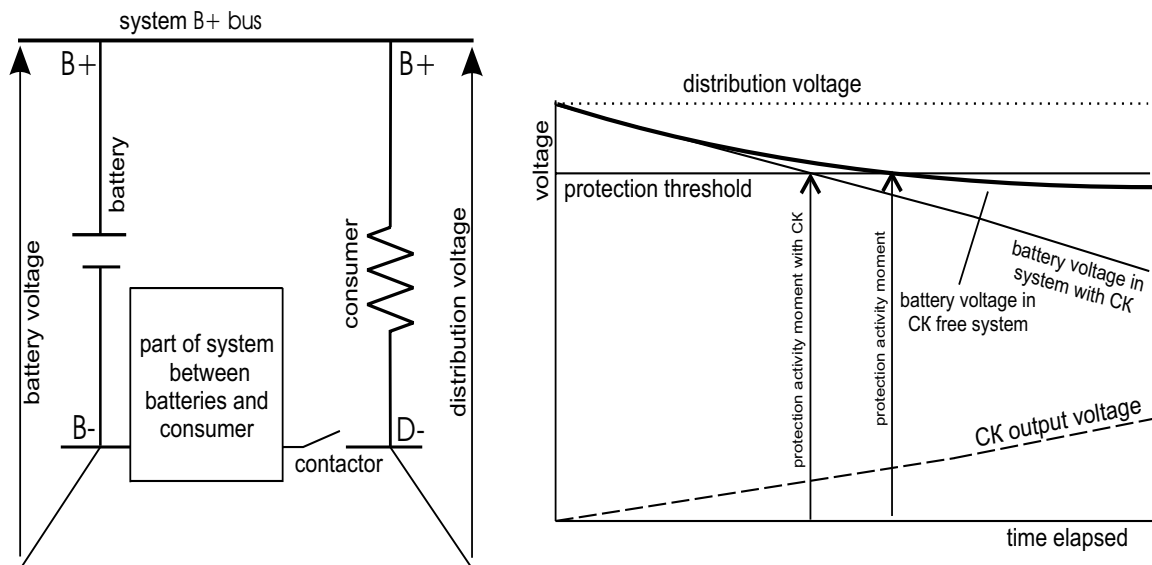 system B+ bus
B+
B+
battery
battery voltage
consumer
distribution voltage
part of system
between
batteries and
consumer
B-
D-
contactor
distribution voltage
voltage
protection threshold
protection activity moment with CK
protection activity moment
battery voltage in
system with CK
battery voltage in
CK free system
CK output voltage
time elapsed